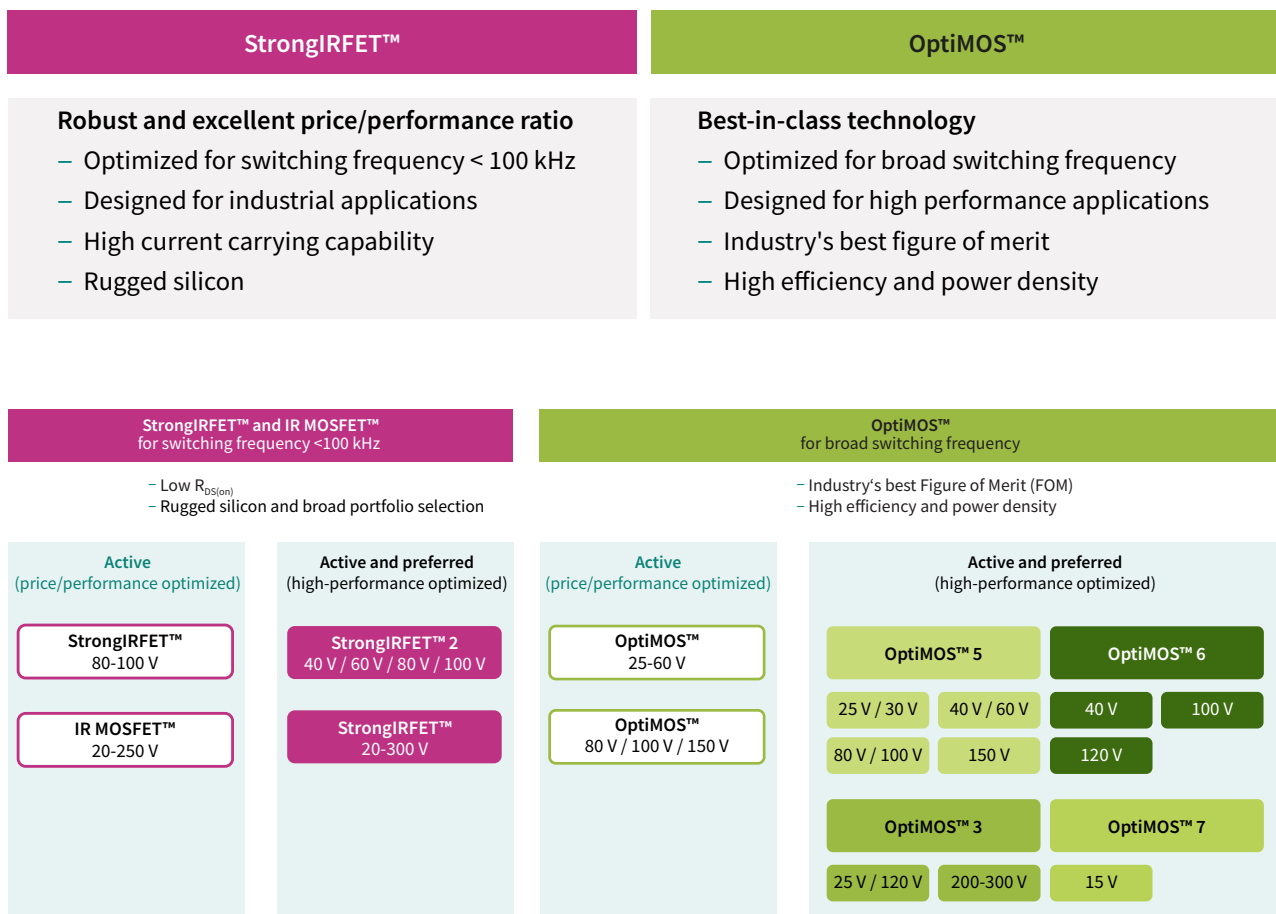 StrongIRFET™
Robust and excellent price/performance ratio
– Optimized for switching frequency < 100 kHz
– Designed for industrial applications
– High current carrying capability
– Rugged silicon
OptiMOS™
Best-in-class technology
– Optimized for broad switching frequency
– Designed for high performance applications
– Industry's best figure of merit
– High efficiency and power density
StrongIRFET™ and IR MOSFET™
for switching frequency <100 kHz
– Low RDS(on)
– Rugged silicon and broad portfolio selection
Active
(price/performance optimized)
StrongIRFET™
80-100 V
IR MOSFET™
20-250 V
Active and preferred
(high-performance optimized)
StrongIRFET™ 2
40 V / 60 V / 80 V / 100 V
StrongIRFET™
20-300 V
OptiMOS™
for broad switching frequency
– Industry‘s best Figure of Merit (FOM)
– High efficiency and power density
Active
(price/performance optimized)
OptiMOS™
25-60 V
OptiMOS™
80 V / 100 V / 150 V
Active and preferred
(high-performance optimized)
OptiMOS™ 5
25 V / 30 V
40 V / 60 V
80 V / 100 V
150 V
OptiMOS™ 6
40 V
100 V
120 V
OptiMOS™ 3
25 V / 120 V
200-300 V
OptiMOS™ 7
15 V